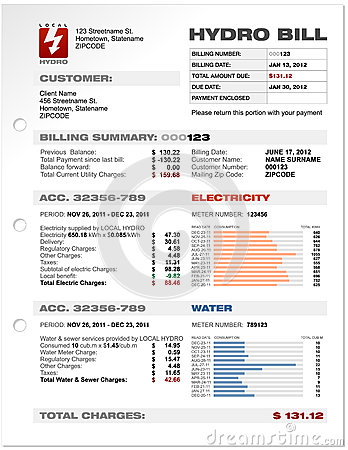 LOCAL
HYDRO
123 Streetname St.
Hometown, Statename
ZIPCODE
HYDRO BILL
BILLING NUMBER: 000123
BILLING DATE: JAN 13, 2012
TOTAL AMOUNT DUE: $131.12
DUE DATE: JAN 30, 2012
PAYMENT ENCLOSED
Please return this portion with your payment
CUSTOMER:
Client Name
456 Streetname St.
Hometown, Statename
ZIPCODE
BILLING SUMMARY: 000123
Previous Balance: $ 130.22
Total Payment since last bill: $ -130.22
Balance forward: $ 0.00
Total Current Utility Charges: $ 159.68
Billing Date: JUNE 17, 2012
Customer Name: NAME SURNAME
Customer Number: 000123
Mailing Zip Code: ZIPCODE
ACC. 32356-789
ELECTRICITY
PERIOD: NOV 26, 2011 - DEC 23, 2011
METER NUMBER: 123456
Electricity supplied by LOCAL HYDRO
Electricity 650.18 kWh x $0.085/kWh $ 47.30
Delivery: $ 30.61
Regulatory Charges: $ 4.58
Other Charges: $ 4.48
Taxes: $ 11.31
Subtotal of electric Charges: $ 98.28
Local benefit: $ -9.82
Total Electric Charges: $ 88.46
READ DATE CONSUMPTION TOTAL KWH
ACC. 32356-789
WATER
PERIOD: NOV 26, 2011 - DEC 23, 2011
METER NUMBER: 789123
Water & sewer services provided by LOCAL HYDRO
Consumed 10 cub.m x $1.45/cub m $ 14.95
Water Meter Charge: $ 0.59
Regulatory Charges: $ 15.47
Other Charges: $ 4.48
Taxes: $ 11.65
Total Water & Sewer Charges: $ 42.66
READ DATE CONSUMPTION TOTAL CUB M
TOTAL CHARGES:
$ 131.12
dreamstime.com